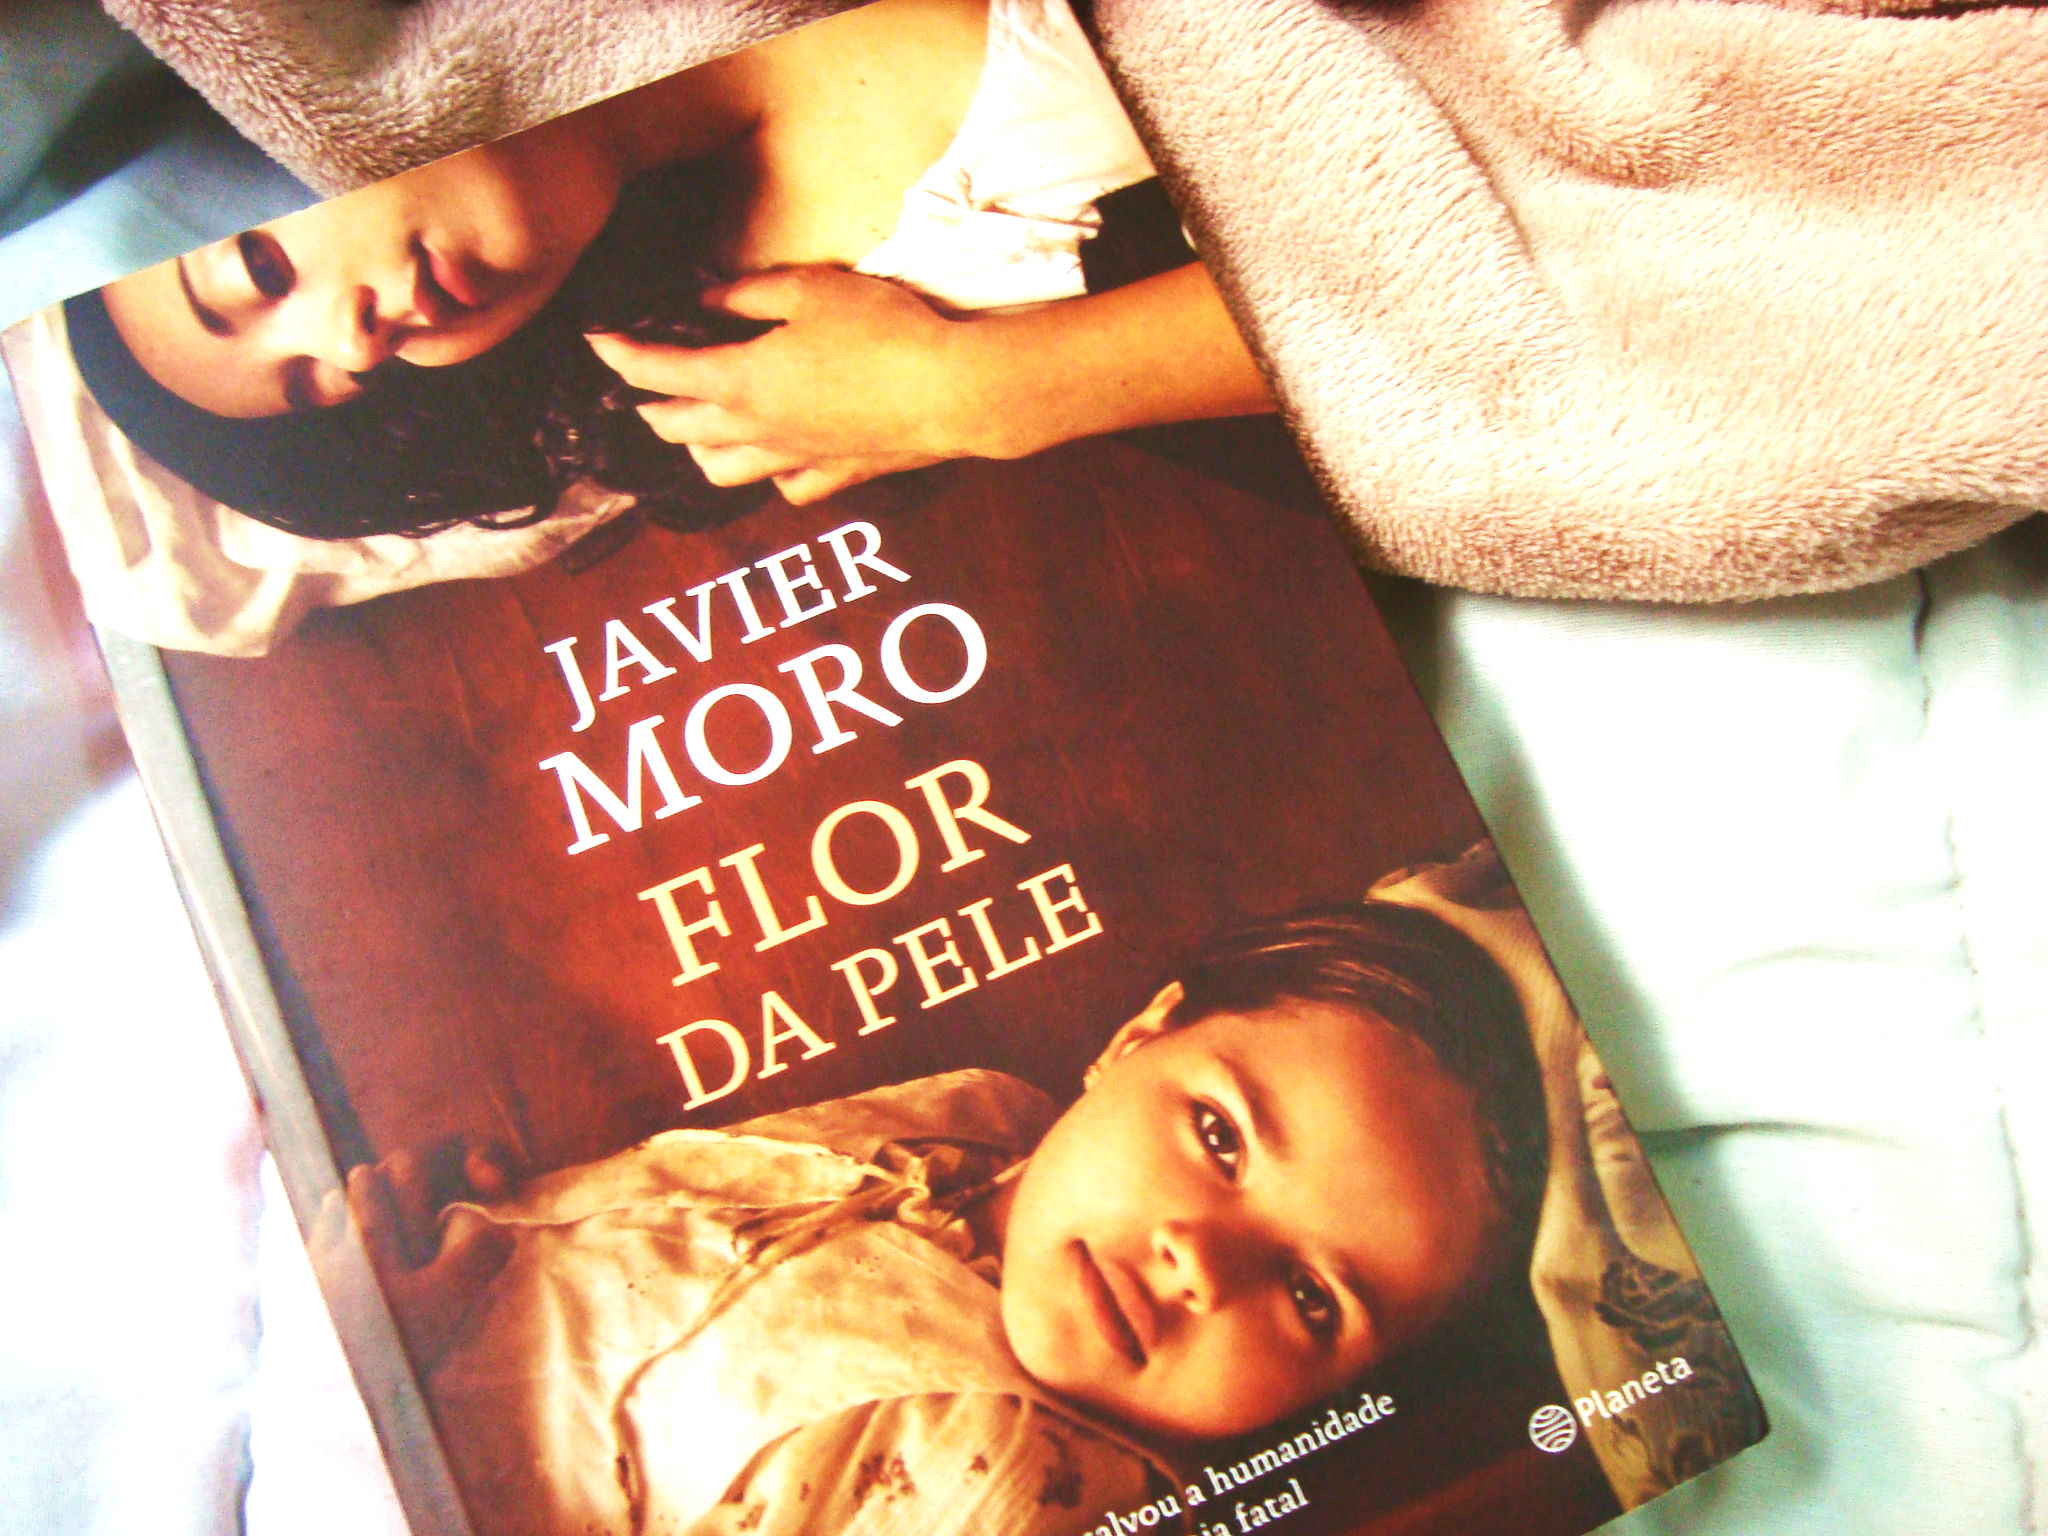 JAVIER
MORO
FLOR
DA PELE
salvou a humanidade
fatal
Planeta